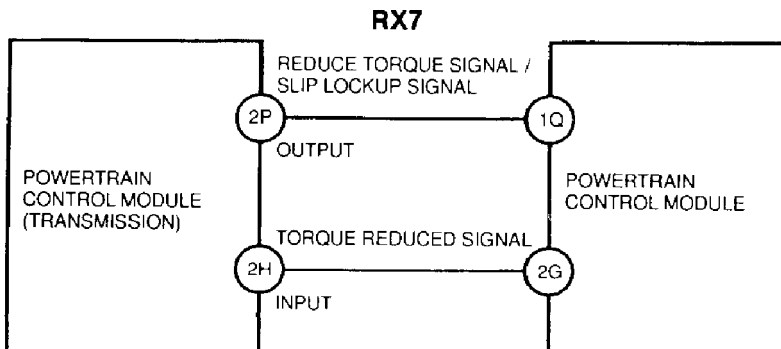 RX7
REDUCE TORQUE SIGNAL /
SLIP LOCKUP SIGNAL
2P
1Q
OUTPUT
POWERTRAIN
CONTROL MODULE
(TRANSMISSION)
POWERTRAIN
CONTROL MODULE
TORQUE REDUCED SIGNAL
2H
2G
INPUT